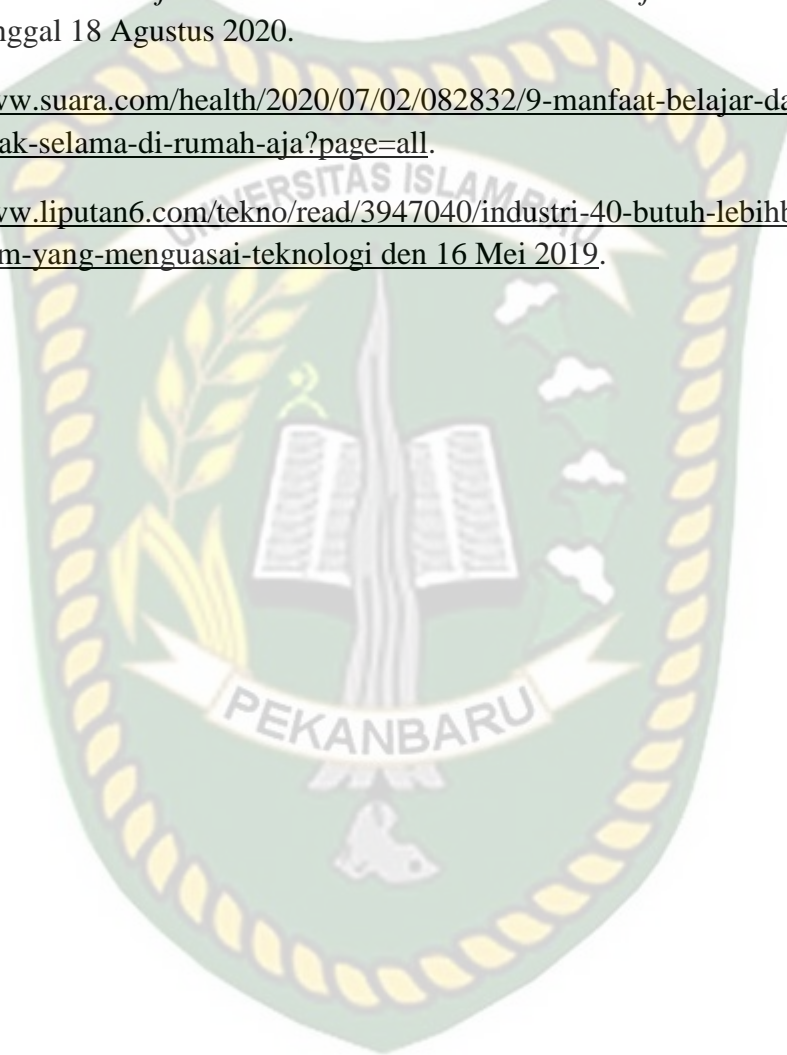 nggal 18 Agustus 2020.
ww.suara.com/health/2020/07/02/082832/9-manfaat-belajar-da
ak-selama-di-rumah-aja?page=all.
UNIVERSITAS ISLAM RIAU
ww.liputan6.com/tekno/read/3947040/industri-40-butuh-lebihb
m-yang-menguasai-teknologi den 16 Mei 2019.
PEKANBARU